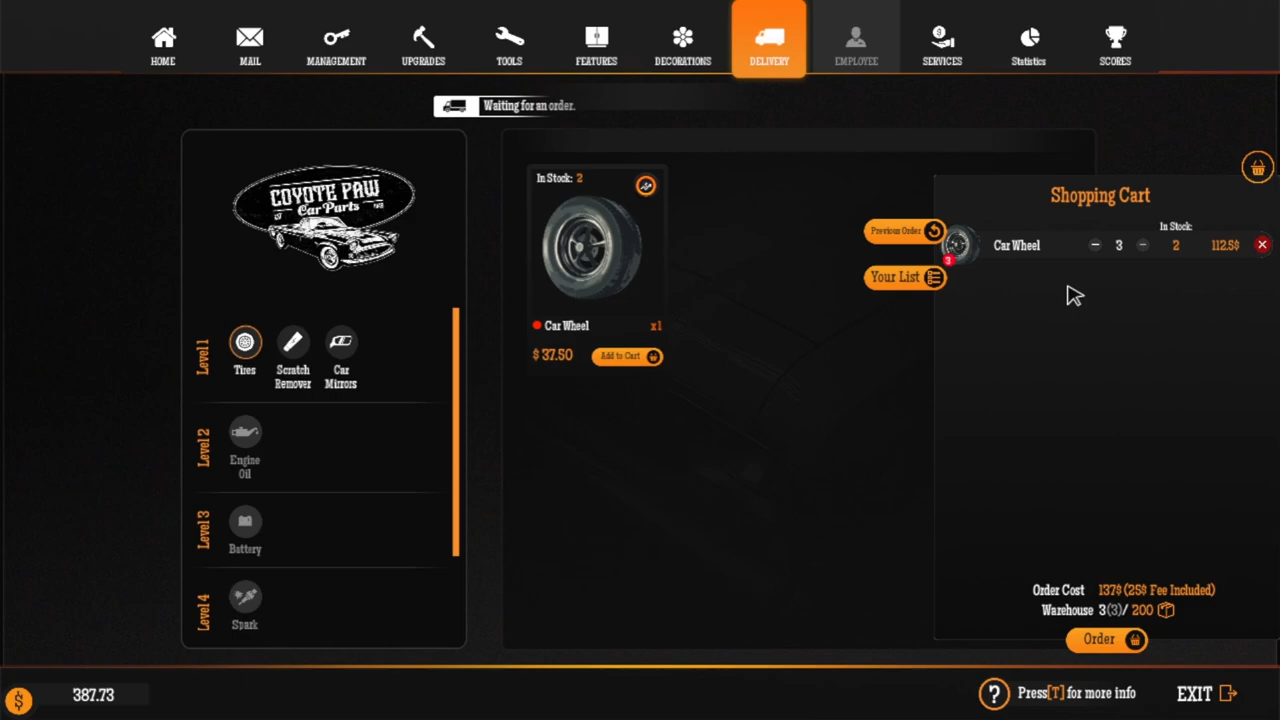 HOME
MAIL
MANAGEMENT
UPGRADES
TOOLS
FEATURES
DECORATIONS
DELIVERY
EMPLOYEE
SERVICES
Statistics
SCORES
Waiting for an order.
COYOTE PAW
Car Parts
Level 1
Tires
Scratch
Remover
Car
Mirrors
Level 2
Engine
Oil
Level 3
Battery
Level 4
Spark
In Stock: 2
Car Wheel x1
$ 37.50 Add to Cart
Previous Order
Your List
Shopping Cart
In Stock:
3
Car Wheel − 3 − 2 112.5$ ×
Order Cost 137$ (25$ Fee Included)
Warehouse 3(3)/ 200
Order
$ 387.73
? Press[T] for more info
EXIT